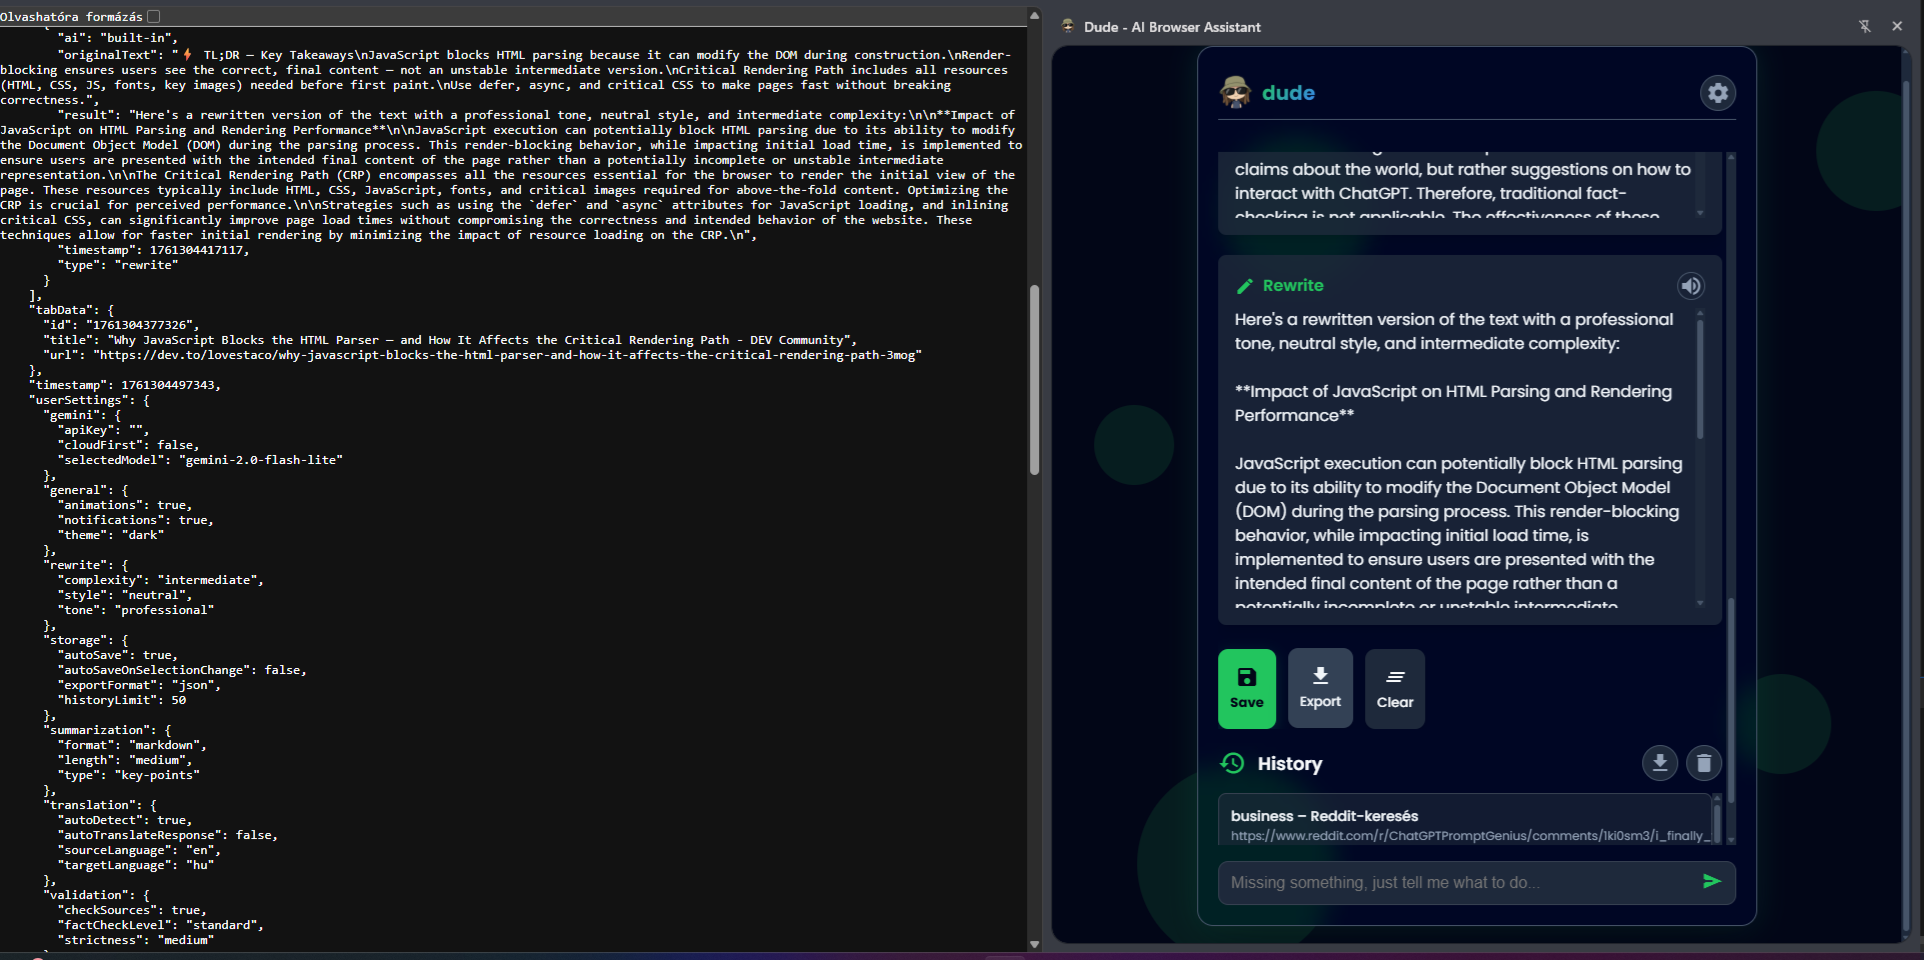 Olvashatóra formázás
{
"ai": "built-in",
"originalText": "⚡ TL;DR — Key Takeaways\nJavaScript blocks HTML parsing because it can modify the DOM during construction.\nRender-
blocking ensures users see the correct, final content — not an unstable intermediate version.\nCritical Rendering Path includes all resources
(HTML, CSS, JS, fonts, key images) needed before first paint.\nUse defer, async, and critical CSS to make pages fast without breaking
correctness.",
"result": "Here's a rewritten version of the text with a professional tone, neutral style, and intermediate complexity:\n\n**Impact of
JavaScript on HTML Parsing and Rendering Performance**\n\nJavaScript execution can potentially block HTML parsing due to its ability to modify
the Document Object Model (DOM) during the parsing process. This render-blocking behavior, while impacting initial load time, is implemented to
ensure users are presented with the intended final content of the page rather than a potentially incomplete or unstable intermediate
representation.\n\nThe Critical Rendering Path (CRP) encompasses all the resources essential for the browser to render the initial view of the
page. These resources typically include HTML, CSS, JavaScript, fonts, and critical images required for above-the-fold content. Optimizing the
CRP is crucial for perceived performance.\n\nStrategies such as using the `defer` and `async` attributes for JavaScript loading, and inlining
critical CSS, can significantly improve page load times without compromising the correctness and intended behavior of the website. These
techniques allow for faster initial rendering by minimizing the impact of resource loading on the CRP.\n",
"timestamp": 1761304417117,
"type": "rewrite"
}
],
"tabData": {
"id": "1761304377326",
"title": "Why JavaScript Blocks the HTML Parser — and How It Affects the Critical Rendering Path - DEV Community",
"url": "https://dev.to/lovestaco/why-javascript-blocks-the-html-parser-and-how-it-affects-the-critical-rendering-path-3mog"
},
"timestamp": 1761304497343,
"userSettings": {
"gemini": {
"apiKey": "",
"cloudFirst": false,
"selectedModel": "gemini-2.0-flash-lite"
},
"general": {
"animations": true,
"notifications": true,
"theme": "dark"
},
"rewrite": {
"complexity": "intermediate",
"style": "neutral",
"tone": "professional"
},
"storage": {
"autoSave": true,
"autoSaveOnSelectionChange": false,
"exportFormat": "json",
"historyLimit": 50
},
"summarization": {
"format": "markdown",
"length": "medium",
"type": "key-points"
},
"translation": {
"autoDetect": true,
"autoTranslateResponse": false,
"sourceLanguage": "en",
"targetLanguage": "hu"
},
"validation": {
"checkSources": true,
"factCheckLevel": "standard",
"strictness": "medium"
Dude - AI Browser Assistant
dude
claims about the world, but rather suggestions on how to
interact with ChatGPT. Therefore, traditional fact-
checking is not applicable. The effectiveness of these
Rewrite
Here's a rewritten version of the text with a professional
tone, neutral style, and intermediate complexity:
**Impact of JavaScript on HTML Parsing and Rendering
Performance**
JavaScript execution can potentially block HTML parsing
due to its ability to modify the Document Object Model
(DOM) during the parsing process. This render-blocking
behavior, while impacting initial load time, is
implemented to ensure users are presented with the
intended final content of the page rather than a
potentially incomplete or unstable intermediate
Save
Export
Clear
History
business – Reddit-keresés
https://www.reddit.com/r/ChatGPTPromptGenius/comments/1ki0sm3/i_finally_
Missing something, just tell me what to do...